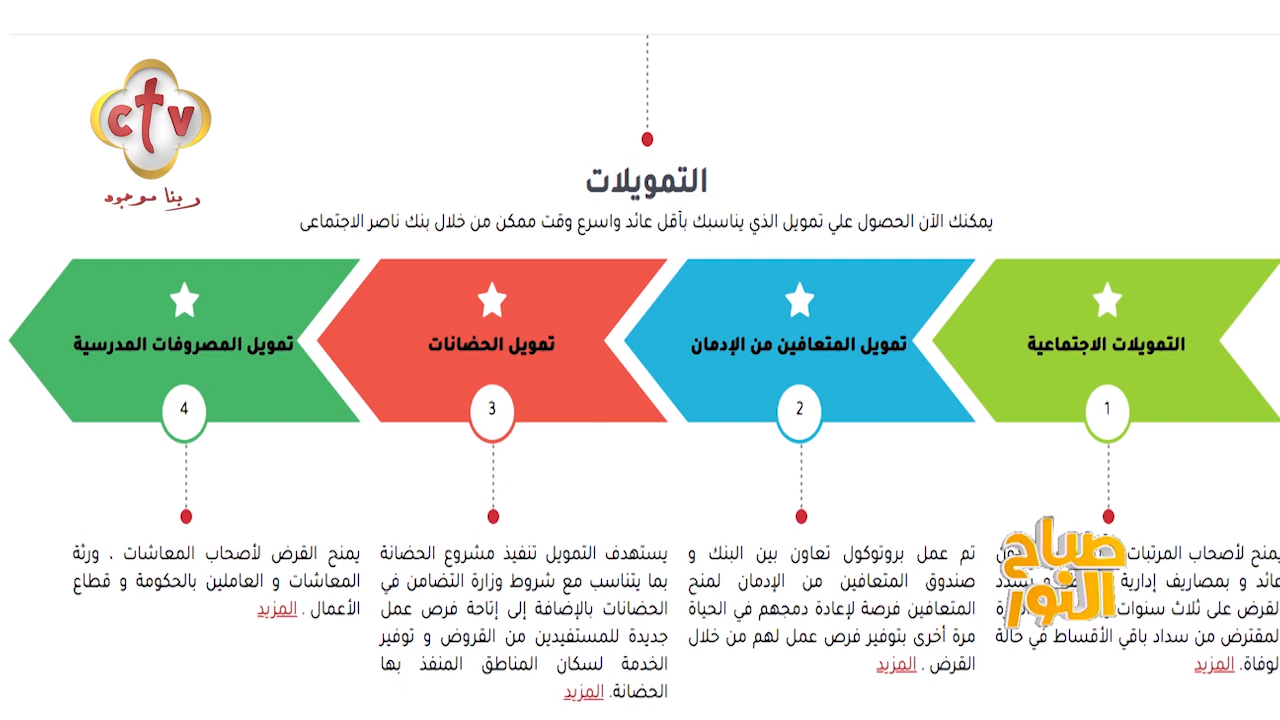 ctv
ربنا موجود
التمويلات
يمكنك الآن الحصول علي تمويل الذي يناسبك بأقل عائد واسرع وقت ممكن من خلال بنك ناصر الاجتماعى
التمويلات الاجتماعية
1
يمنح لأصحاب المرتبات
عائد و بمصاريف إدارية
القرض على ثلاث سنوات
المقترض من سداد باقي الأقساط في حالة
الوفاة. المزيد
تمويل المتعافين من الإدمان
2
تم عمل بروتوكول تعاون بين البنك و
صندوق المتعافين من الإدمان لمنح
المتعافين فرصة لإعادة دمجهم في الحياة
مرة أخرى بتوفير فرص عمل لهم من خلال
القرض . المزيد
تمويل الحضانات
3
يستهدف التمويل تنفيذ مشروع الحضانة
بما يتناسب مع شروط وزارة التضامن في
الحضانات بالإضافة إلى إتاحة فرص عمل
جديدة للمستفيدين من القروض و توفير
الخدمة لسكان المناطق المنفذ بها
الحضانة. المزيد
تمويل المصروفات المدرسية
4
يمنح القرض لأصحاب المعاشات ، ورثة
المعاشات و العاملين بالحكومة و قطاع
الأعمال . المزيد
صباح
النور